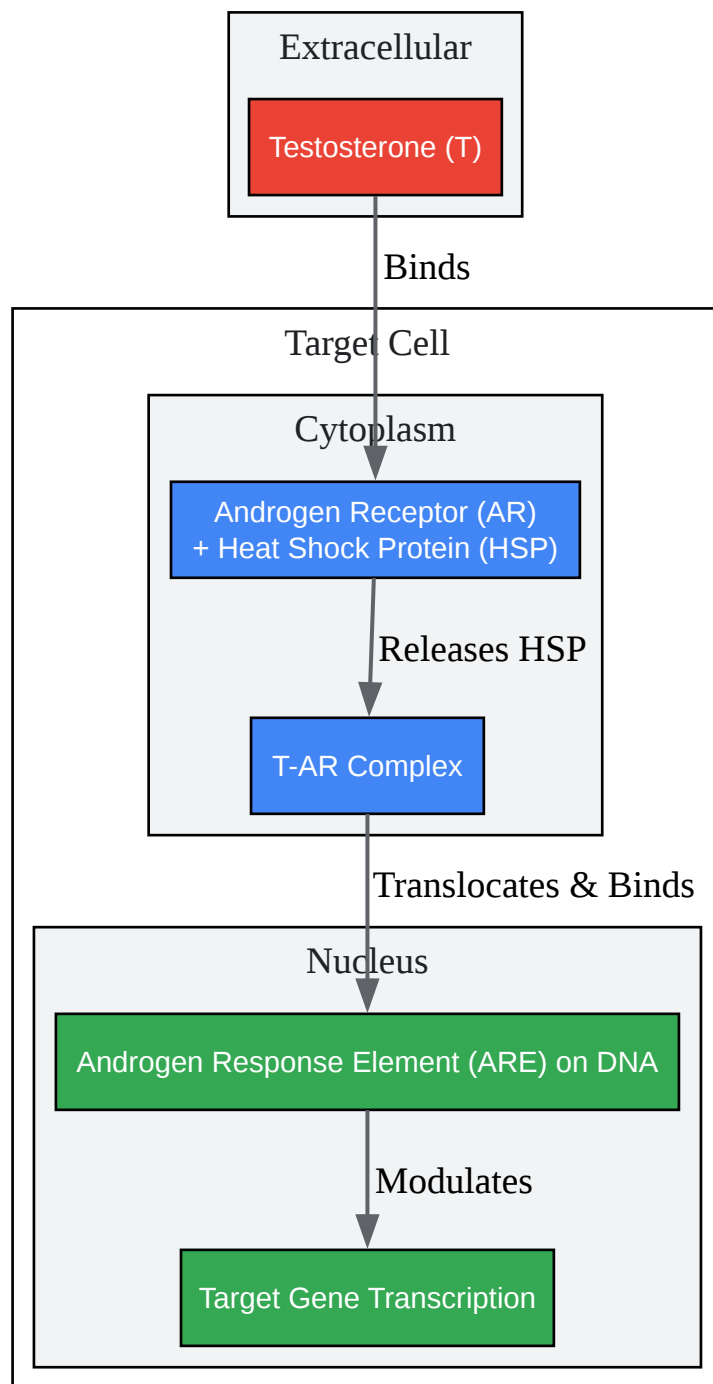 Extracellular
Testosterone (T)
Binds
Target Cell
Cytoplasm
Androgen Receptor (AR)
+ Heat Shock Protein (HSP)
Releases HSP
T-AR Complex
Translocates & Binds
Nucleus
Androgen Response Element (ARE) on DNA
Modulates
Target Gene Transcription